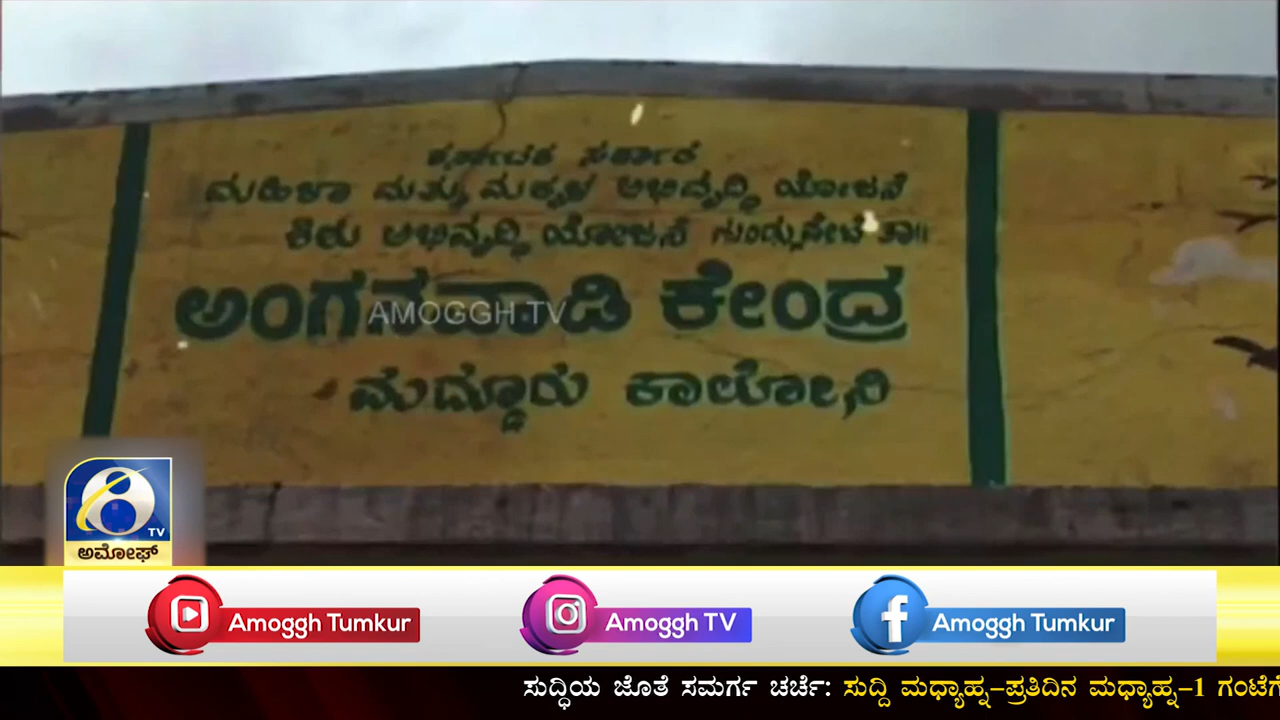 ಕರ್ನಾಟಕ ಸರ್ಕಾರ
ಮಹಿಳಾ ಮತ್ತು ಮಕ್ಕಳ ಅಭಿವೃದ್ಧಿ ಯೋಜನೆ
ಶಿಶು ಅಭಿವೃದ್ಧಿ ಯೋಜನೆ ಗುಂಡ್ಲುಪೇಟೆ ತಾ॥
ಅಂಗನವಾಡಿ ಕೇಂದ್ರ
AMOGGH TV
ಮದ್ದೂರು ಕಾಲೋನಿ
TV
ಅಮೋಘ್
Amoggh Tumkur
Amoggh TV
Amoggh Tumkur
ಸುದ್ಧಿಯ ಜೊತೆ ಸಮರ್ಗ ಚರ್ಚೆ: ಸುದ್ದಿ ಮಧ್ಯಾಹ್ನ-ಪ್ರತಿದಿನ ಮಧ್ಯಾಹ್ನ-1 ಗಂಟೆಗೆ